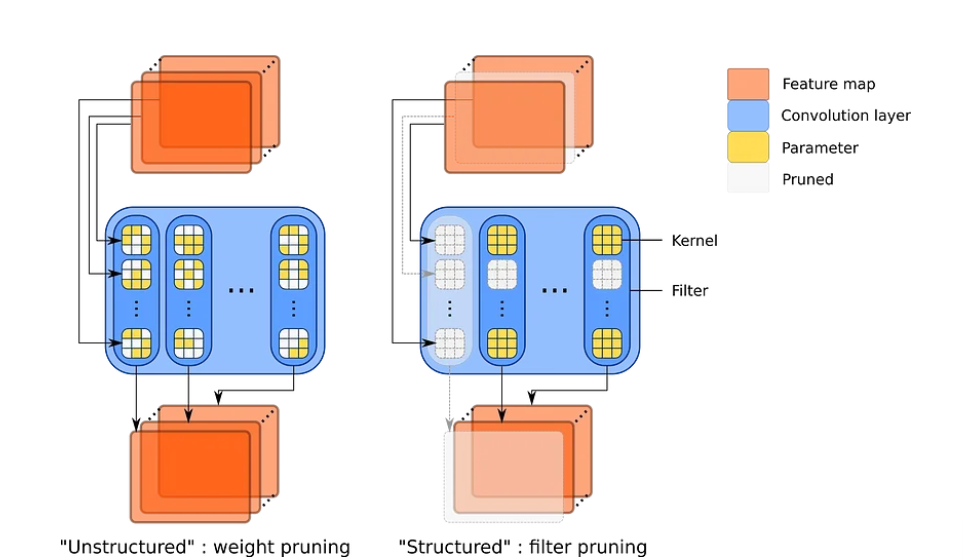 Feature map
Convolution layer
Parameter
Pruned
Kernel
Filter
"Unstructured" : weight pruning
"Structured" : filter pruning